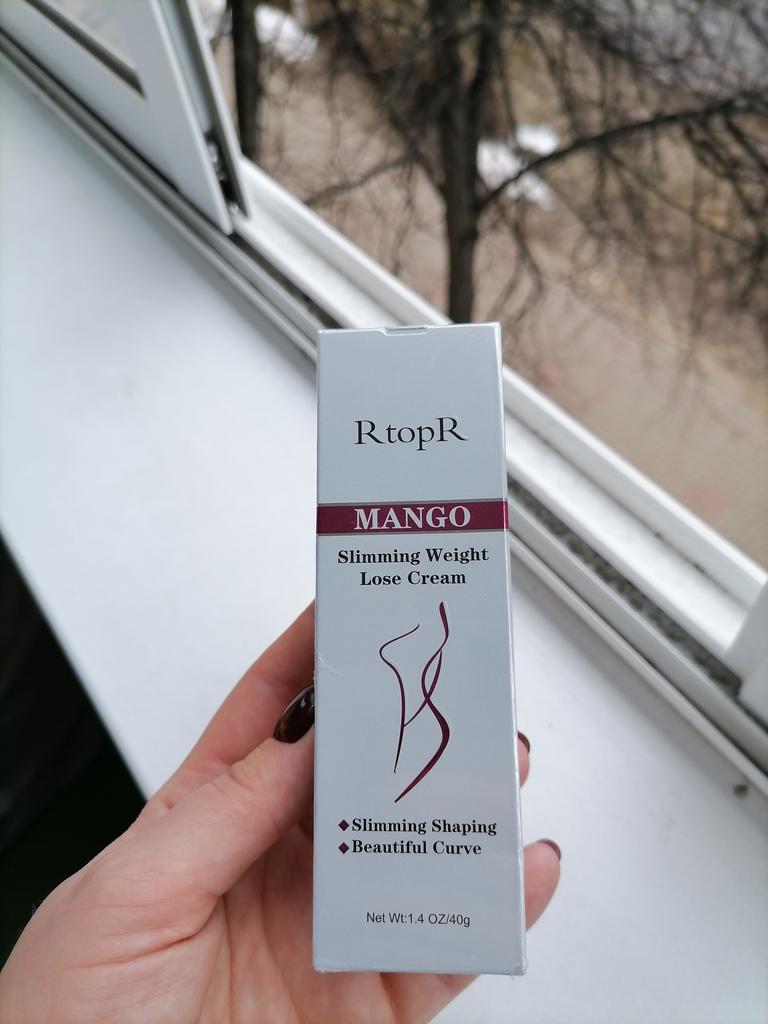 RtopR
MANGO
Slimming Weight
Lose Cream
◆Slimming Shaping
◆Beautiful Curve
Net Wt:1.4 OZ/40g